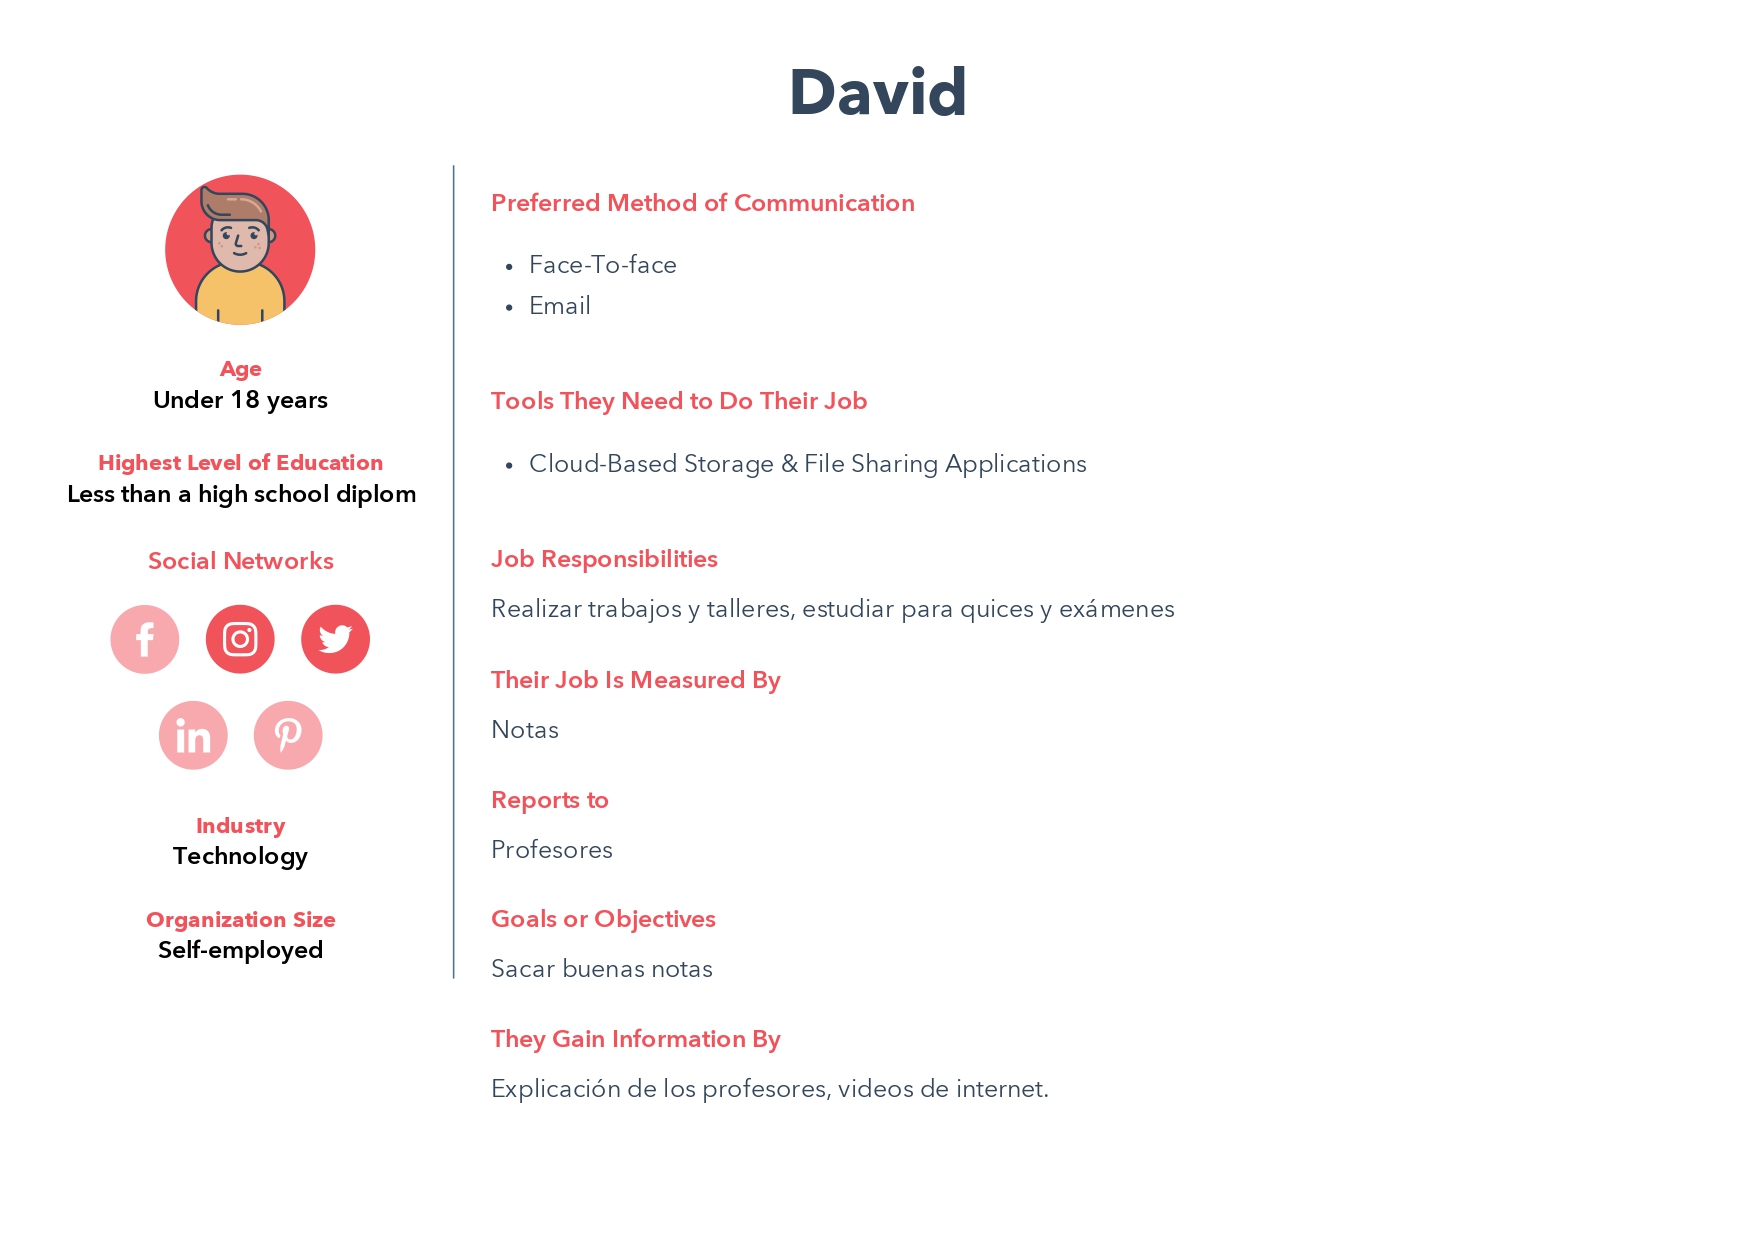 David
Age
Under 18 years
Highest Level of Education
Less than a high school diplom
Social Networks
Industry
Technology
Organization Size
Self-employed
Preferred Method of Communication
• Face-To-face
• Email
Tools They Need to Do Their Job
• Cloud-Based Storage & File Sharing Applications
Job Responsibilities
Realizar trabajos y talleres, estudiar para quices y exámenes
Their Job Is Measured By
Notas
Reports to
Profesores
Goals or Objectives
Sacar buenas notas
They Gain Information By
Explicación de los profesores, videos de internet.